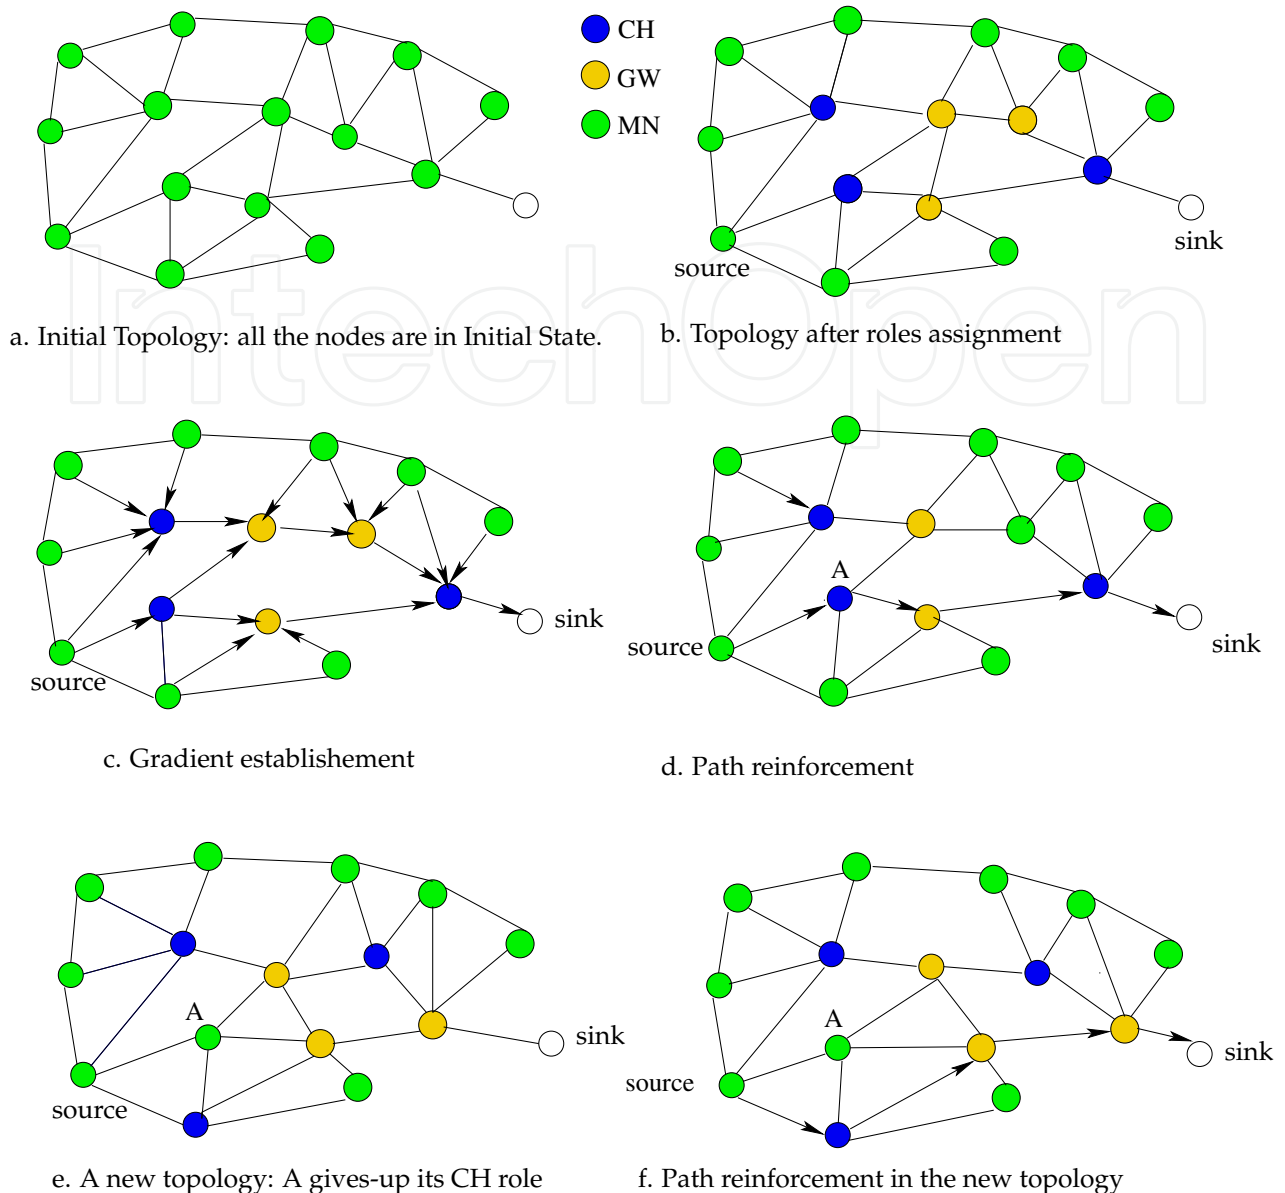 CH
GW
MN
sink
source
a. Initial Topology: all the nodes are in Initial State.
b. Topology after roles assignment
IntechOpen
sink
source
A
source
sink
c. Gradient establishement
d. Path reinforcement
A
sink
source
A
sink
source
e. A new topology: A gives-up its CH role
f. Path reinforcement in the new topology